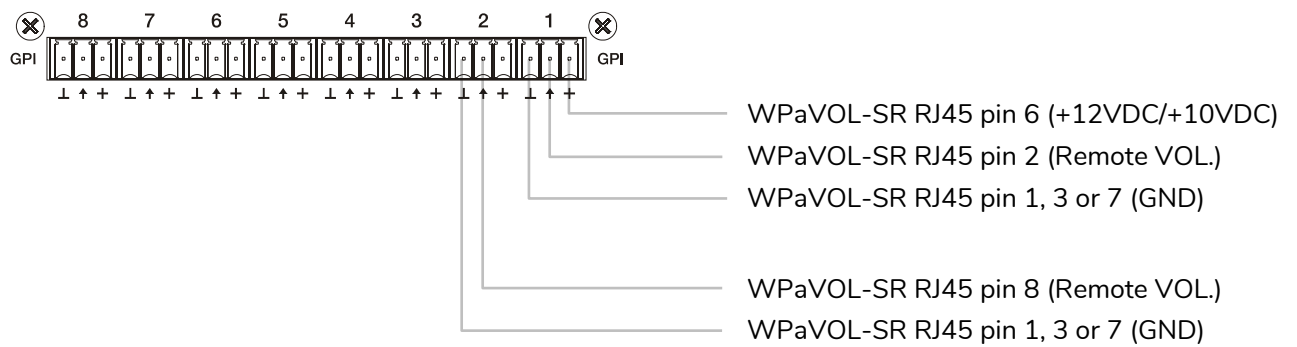 8 7 6 5 4 3 2 1
GPI GPI
⊥ ↑ + ⊥ ↑ + ⊥ ↑ + ⊥ ↑ + ⊥ ↑ + ⊥ ↑ + ⊥ ↑ + ⊥ ↑ +
WPaVOL-SR RJ45 pin 6 (+12VDC/+10VDC)
WPaVOL-SR RJ45 pin 2 (Remote VOL.)
WPaVOL-SR RJ45 pin 1, 3 or 7 (GND)
WPaVOL-SR RJ45 pin 8 (Remote VOL.)
WPaVOL-SR RJ45 pin 1, 3 or 7 (GND)